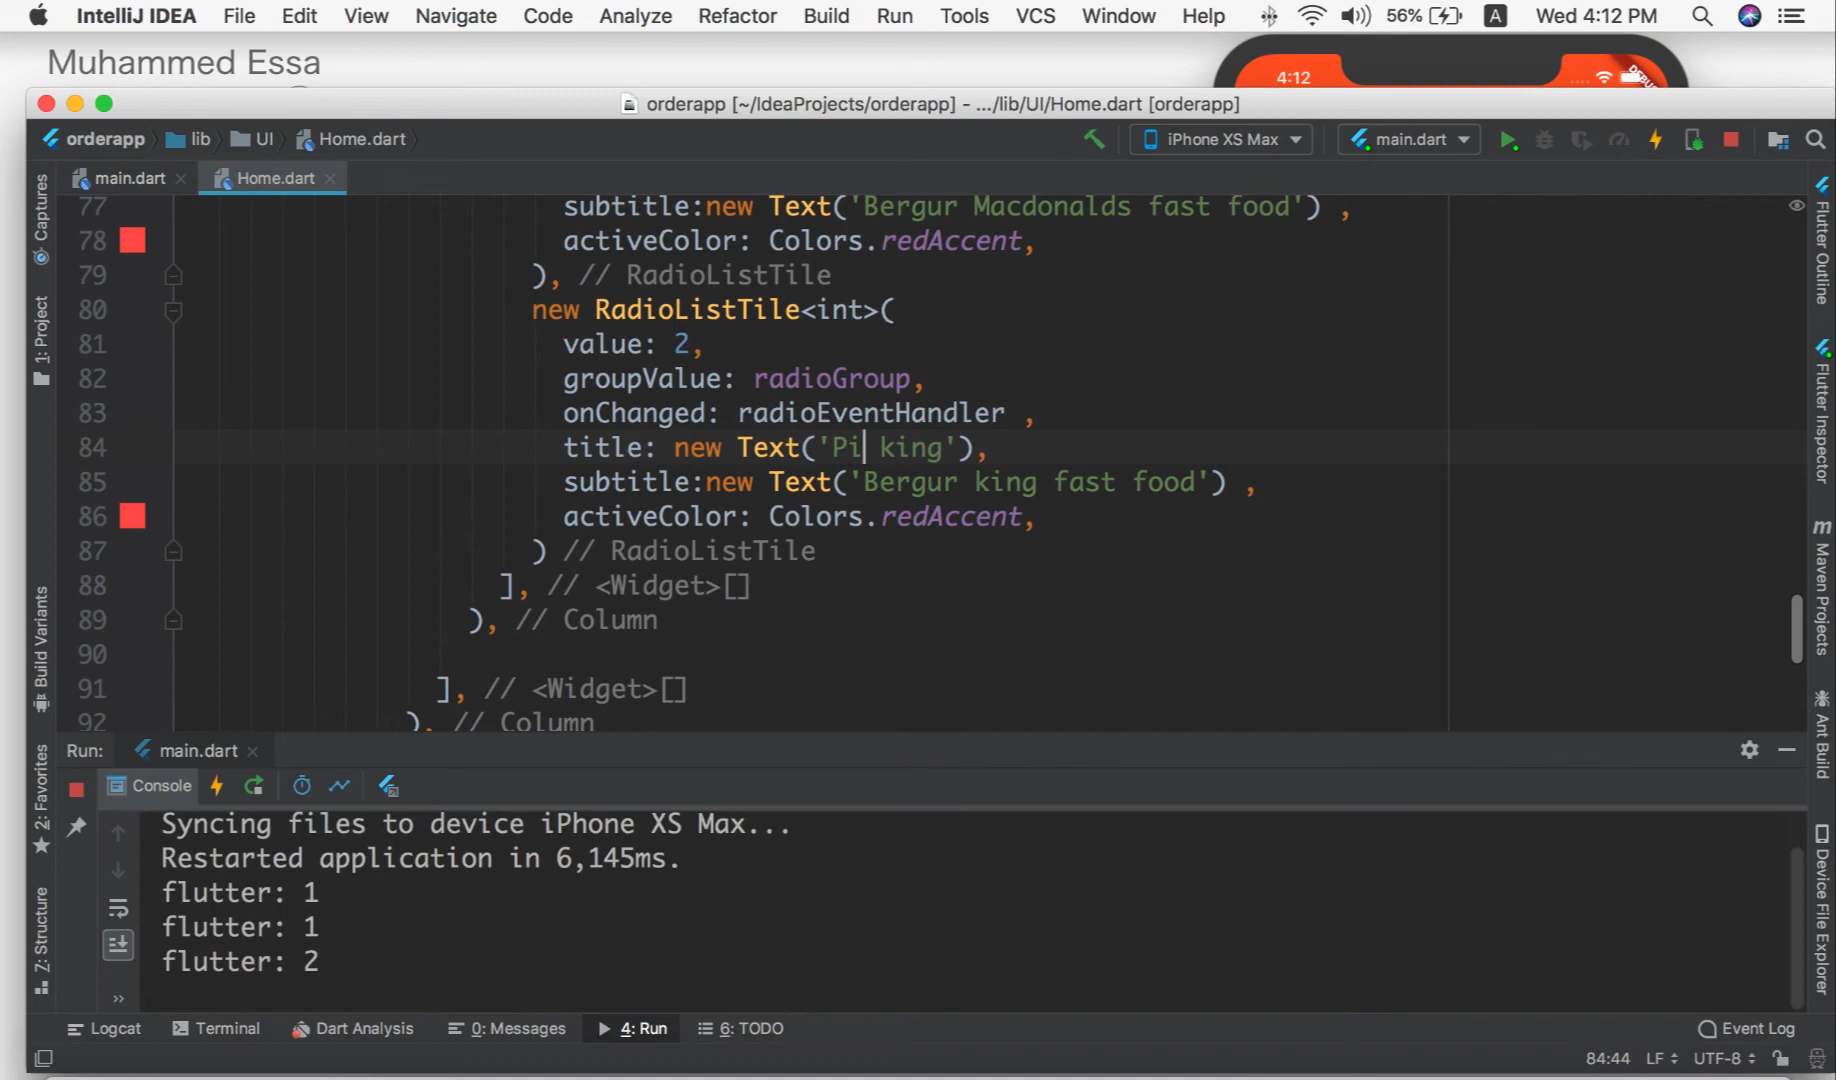 IntelliJ IDEA File Edit View Navigate Code Analyze Refactor Build Run Tools VCS Window Help 56% A Wed 4:12 PM
Muhammed Essa
4:12
DEBUG
orderapp [~/IdeaProjects/orderapp] - .../lib/UI/Home.dart [orderapp]
orderapp lib UI Home.dart iPhone XS Max main.dart
main.dart Home.dart
77 subtitle:new Text('Bergur Macdonalds fast food') ,
78 activeColor: Colors.redAccent,
79 ), // RadioListTile
80 new RadioListTile<int>(
81 value: 2,
82 groupValue: radioGroup,
83 onChanged: radioEventHandler ,
84 title: new Text('Pi king'),
85 subtitle:new Text('Bergur king fast food') ,
86 activeColor: Colors.redAccent,
87 ) // RadioListTile
88 ], // <Widget>[]
89 ), // Column
90
91 ], // <Widget>[]
92 ), // Column
Captures
1: Project
Build Variants
2: Favorites
Z: Structure
Flutter Outline
Flutter Inspector
m Maven Projects
Ant Build
Device File Explorer
Run: main.dart
Console
Syncing files to device iPhone XS Max...
Restarted application in 6,145ms.
flutter: 1
flutter: 1
flutter: 2
»
Logcat Terminal Dart Analysis 0: Messages 4: Run 6: TODO Event Log
84:44 LF UTF-8